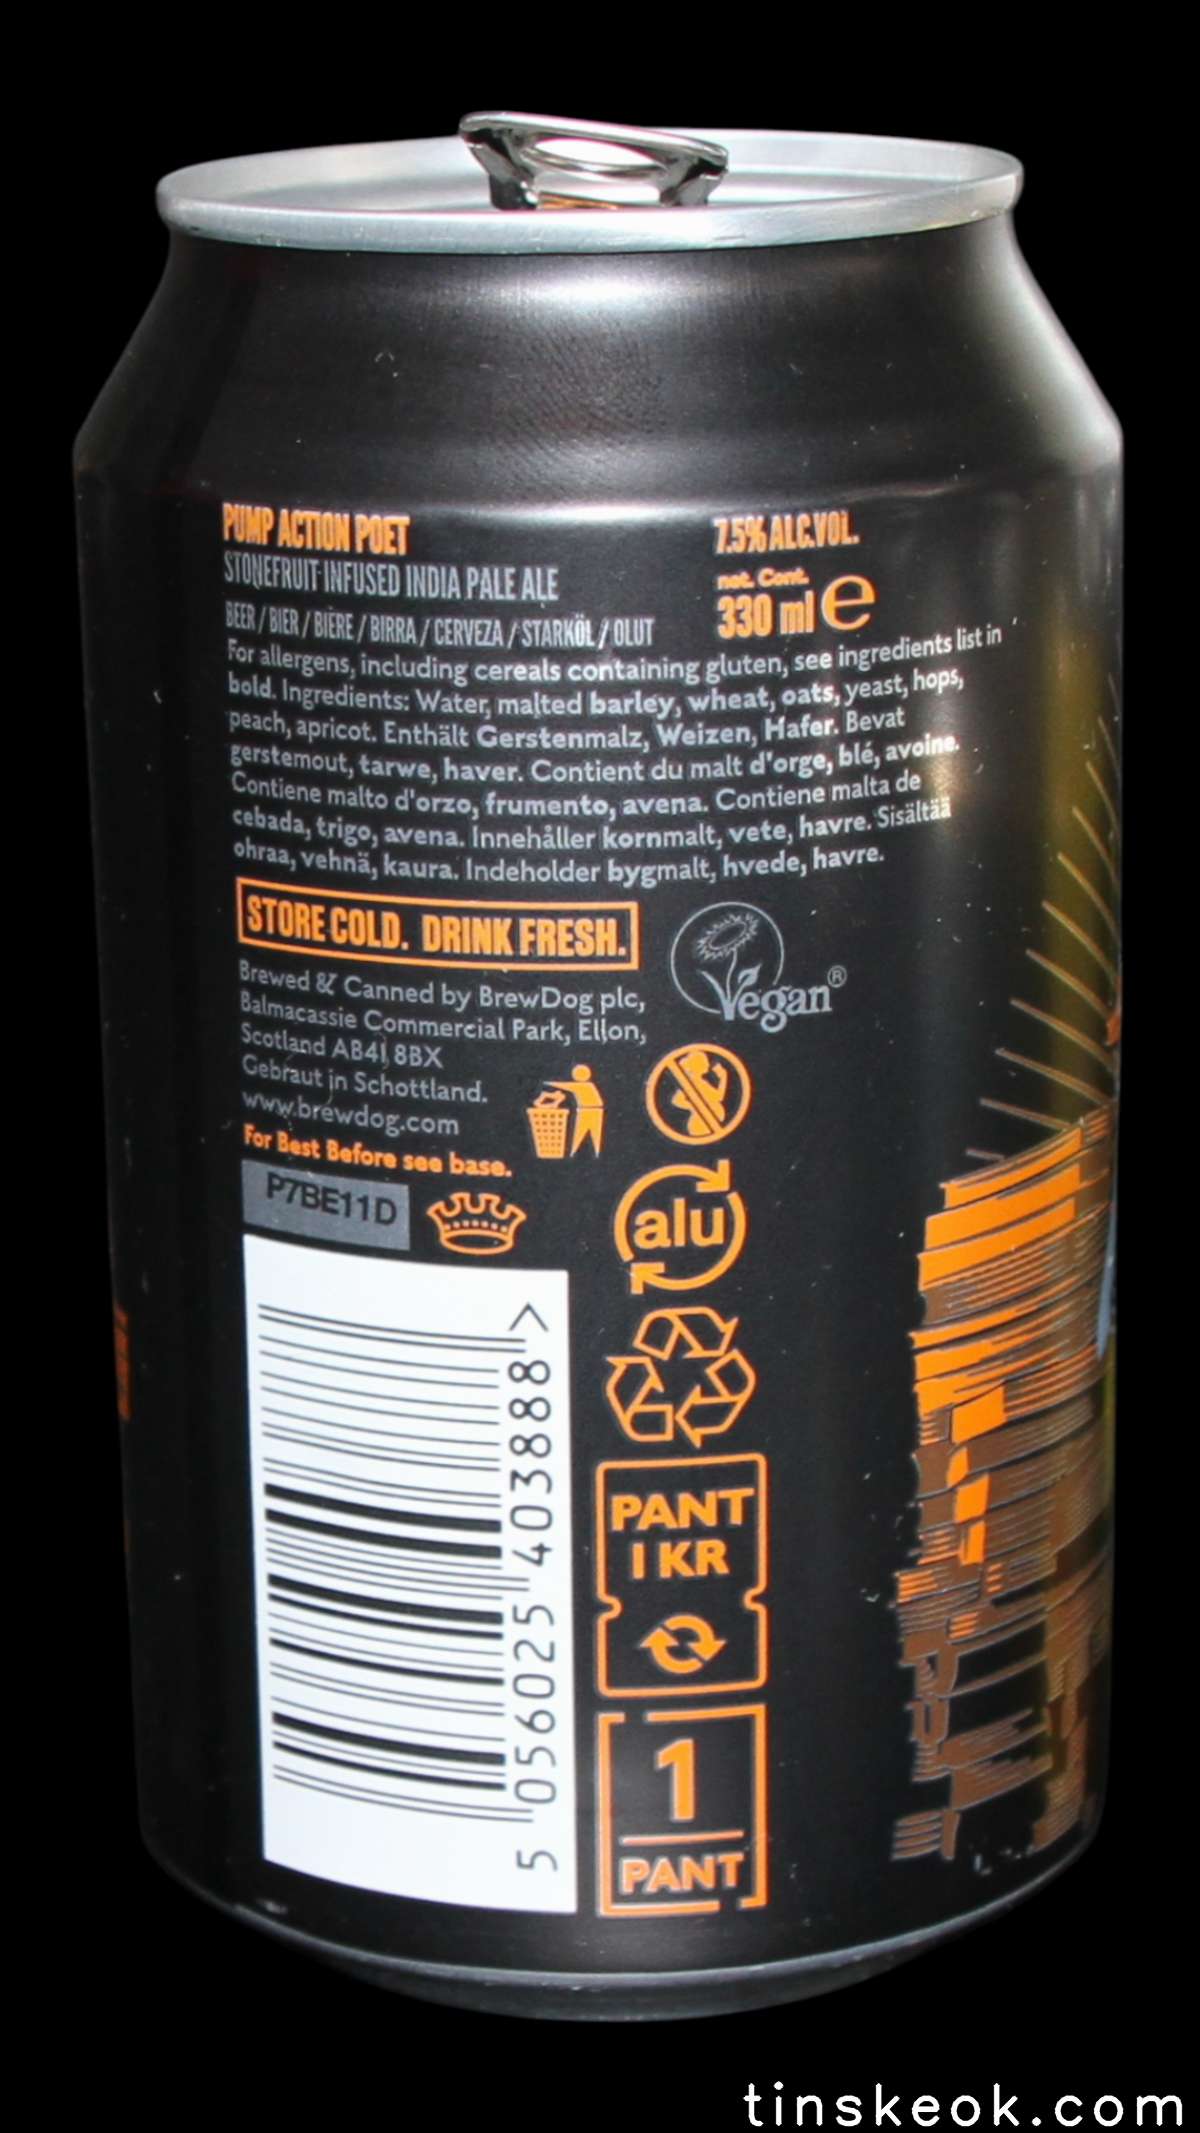 PUMP ACTION POET
STONEFRUIT INFUSED INDIA PALE ALE
BEER / BIER / BIÈRE / BIRRA / CERVEZA / STARKÖL / OLUT
7.5% ALC.VOL.
net. Cont.
330 ml e
For allergens, including cereals containing gluten, see ingredients list in
bold. Ingredients: Water, malted barley, wheat, oats, yeast, hops,
peach, apricot. Enthält Gerstenmalz, Weizen, Hafer. Bevat
gerstemout, tarwe, haver. Contient du malt d'orge, blé, avoine.
Contiene malto d'orzo, frumento, avena. Contiene malta de
cebada, trigo, avena. Innehåller kornmalt, vete, havre. Sisältää
ohraa, vehnä, kaura. Indeholder bygmalt, hvede, havre.
STORE COLD. DRINK FRESH.
Vegan®
Brewed & Canned by BrewDog plc,
Balmacassie Commercial Park, Ellon,
Scotland AB41 8BX
Gebraut in Schottland.
www.brewdog.com
For Best Before see base.
P7BE11D
alu
5 056025 403888 >
PANT
1 KR
1
PANT
tinskeok.com